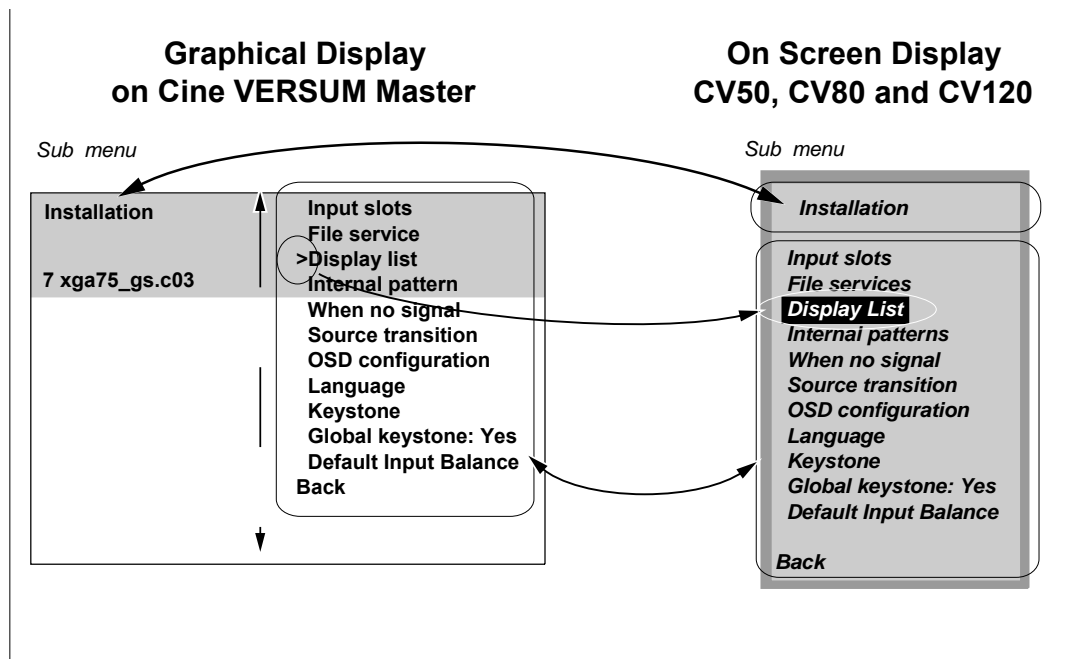 Graphical Display
on Cine VERSUM Master
Sub menu
Installation
7 xga75_gs.c03
Input slots
File service
>Display list
Internal pattern
When no signal
Source transition
OSD configuration
Language
Keystone
Global keystone: Yes
Default Input Balance
Back
On Screen Display
CV50, CV80 and CV120
Sub menu
Installation
Input slots
File services
Display List
Internai patterns
When no signal
Source transition
OSD configuration
Language
Keystone
Global keystone: Yes
Default Input Balance
Back